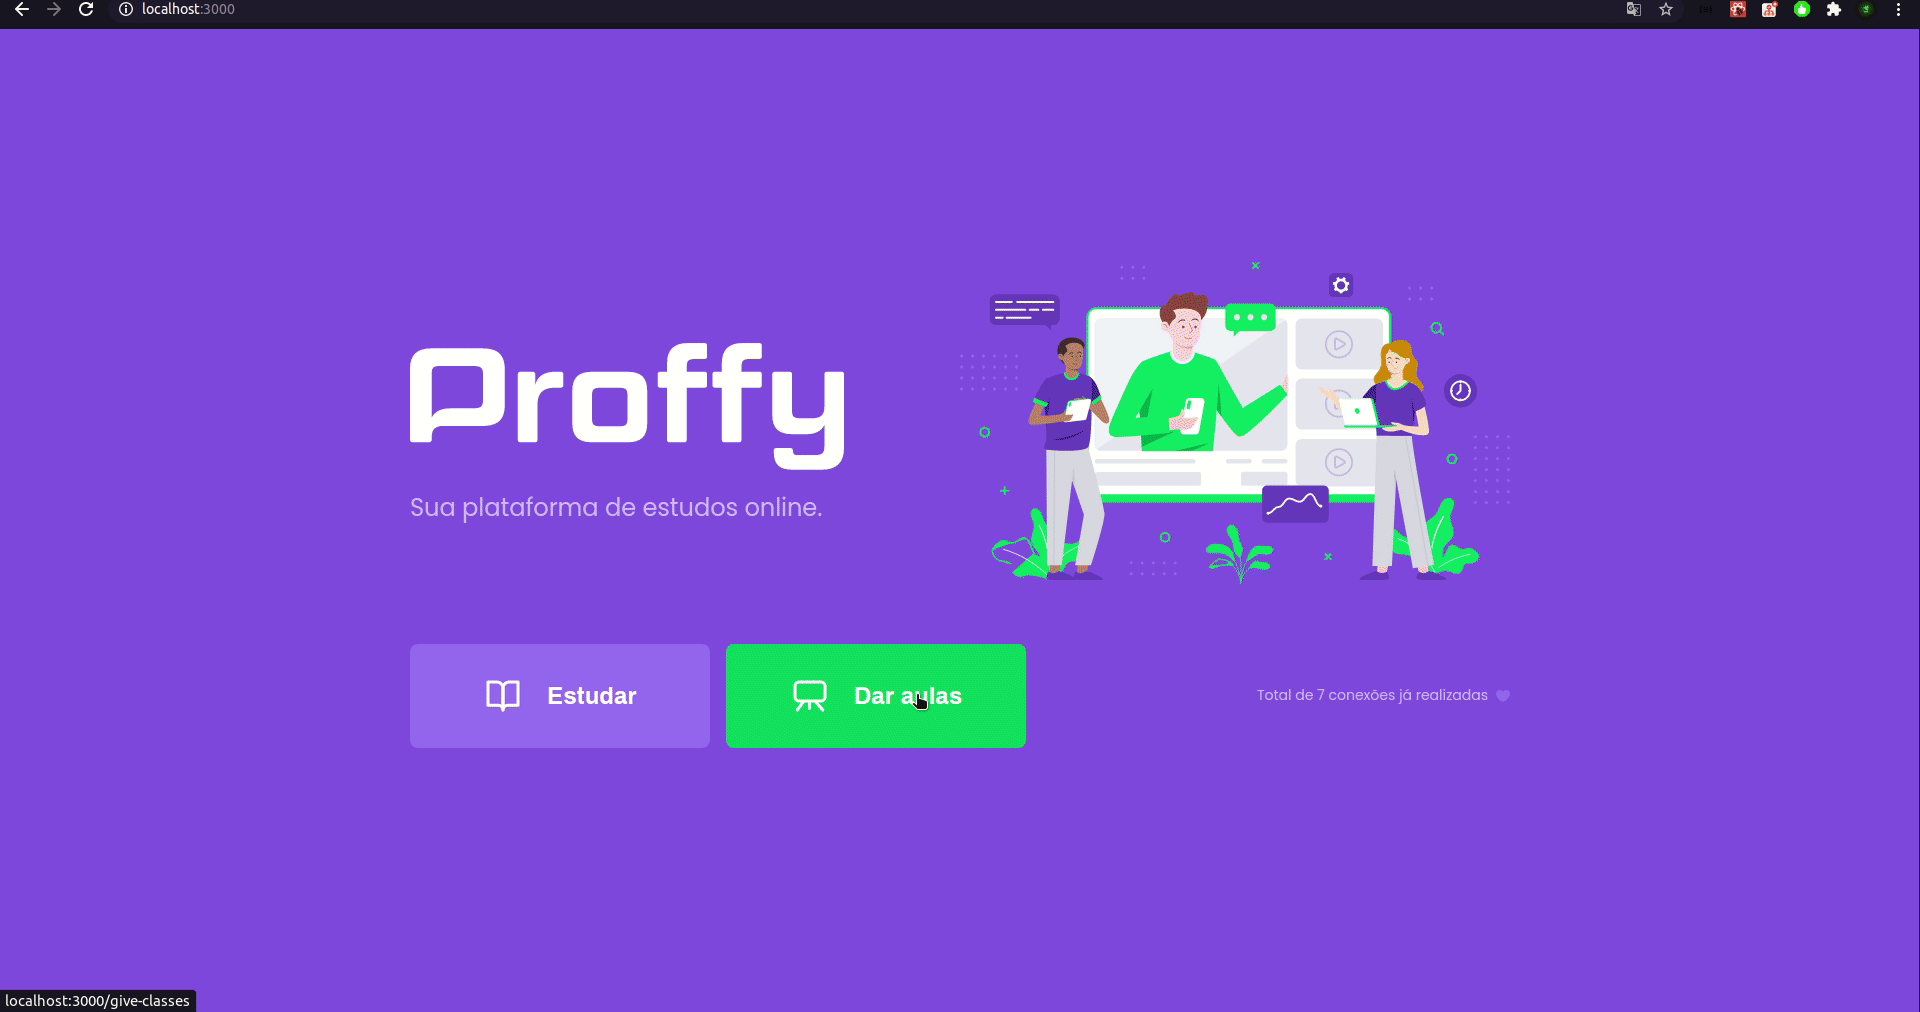 localhost:3000
Proffy
Sua plataforma de estudos online.
Estudar
Dar aulas
Total de 7 conexões já realizadas
localhost:3000/give-classes